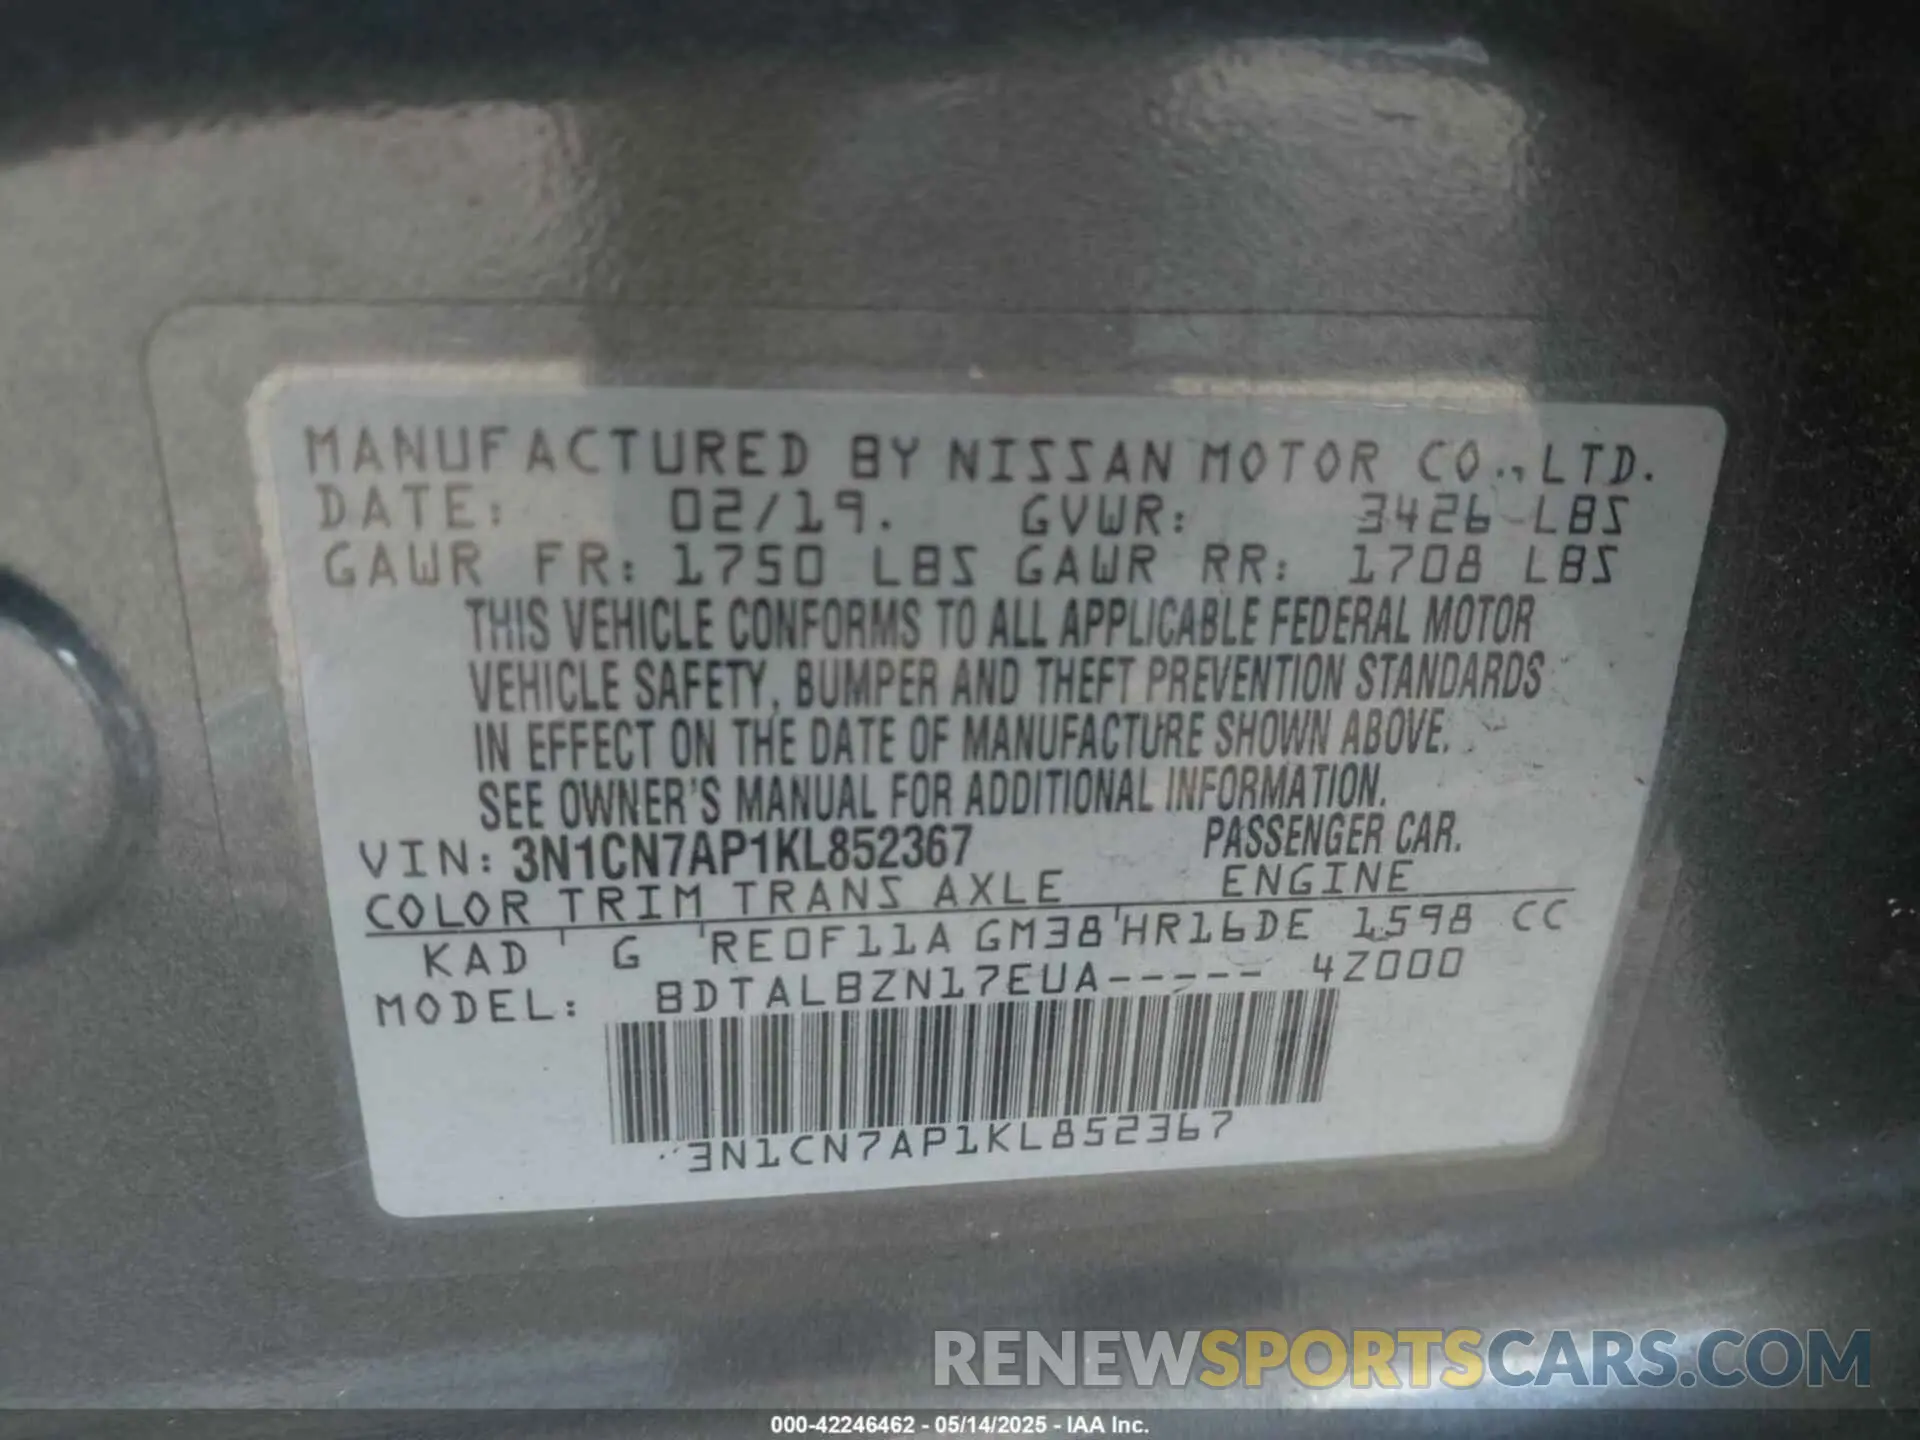 MANUFACTURED BY NISSAN MOTOR CO., LTD.
DATE: 02/19. GVWR: 3426 LBS
GAWR FR: 1750 LBS GAWR RR: 1708 LBS
THIS VEHICLE CONFORMS TO ALL APPLICABLE FEDERAL MOTOR
VEHICLE SAFETY, BUMPER AND THEFT PREVENTION STANDARDS
IN EFFECT ON THE DATE OF MANUFACTURE SHOWN ABOVE.
SEE OWNER'S MANUAL FOR ADDITIONAL INFORMATION.
VIN: 3N1CN7AP1KL852367 PASSENGER CAR.
COLOR TRIM TRANS AXLE ENGINE
KAD G RE0F11A GM38 HR16DE 1598 CC
MODEL: BDTALBZN17EUA----- 4Z000
3N1CN7AP1KL852367
RENEWSPORTSCARS.COM
000-42246462 - 05/14/2025 - IAA Inc.